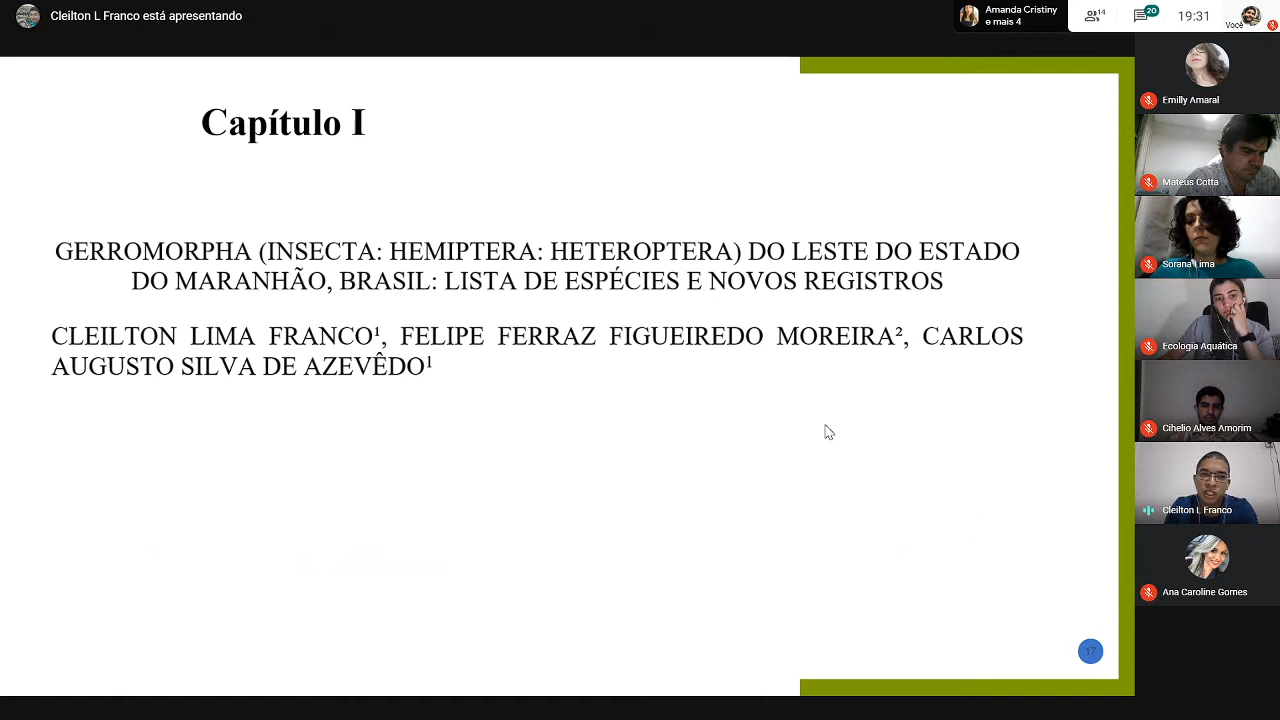 Cleilton L Franco está apresentando
Amanda Cristiny
e mais 4
14
20
19:31
Você
Capítulo I
GERROMORPHA (INSECTA: HEMIPTERA: HETEROPTERA) DO LESTE DO ESTADO
DO MARANHÃO, BRASIL: LISTA DE ESPÉCIES E NOVOS REGISTROS
CLEILTON LIMA FRANCO¹, FELIPE FERRAZ FIGUEIREDO MOREIRA², CARLOS
AUGUSTO SILVA DE AZEVÊDO¹
17
Emilly Amaral
Mateus Cotta
Sorana Lima
Ecologia Aquática
Cihelio Alves Amorim
Cleilton L Franco
Ana Caroline Gomes